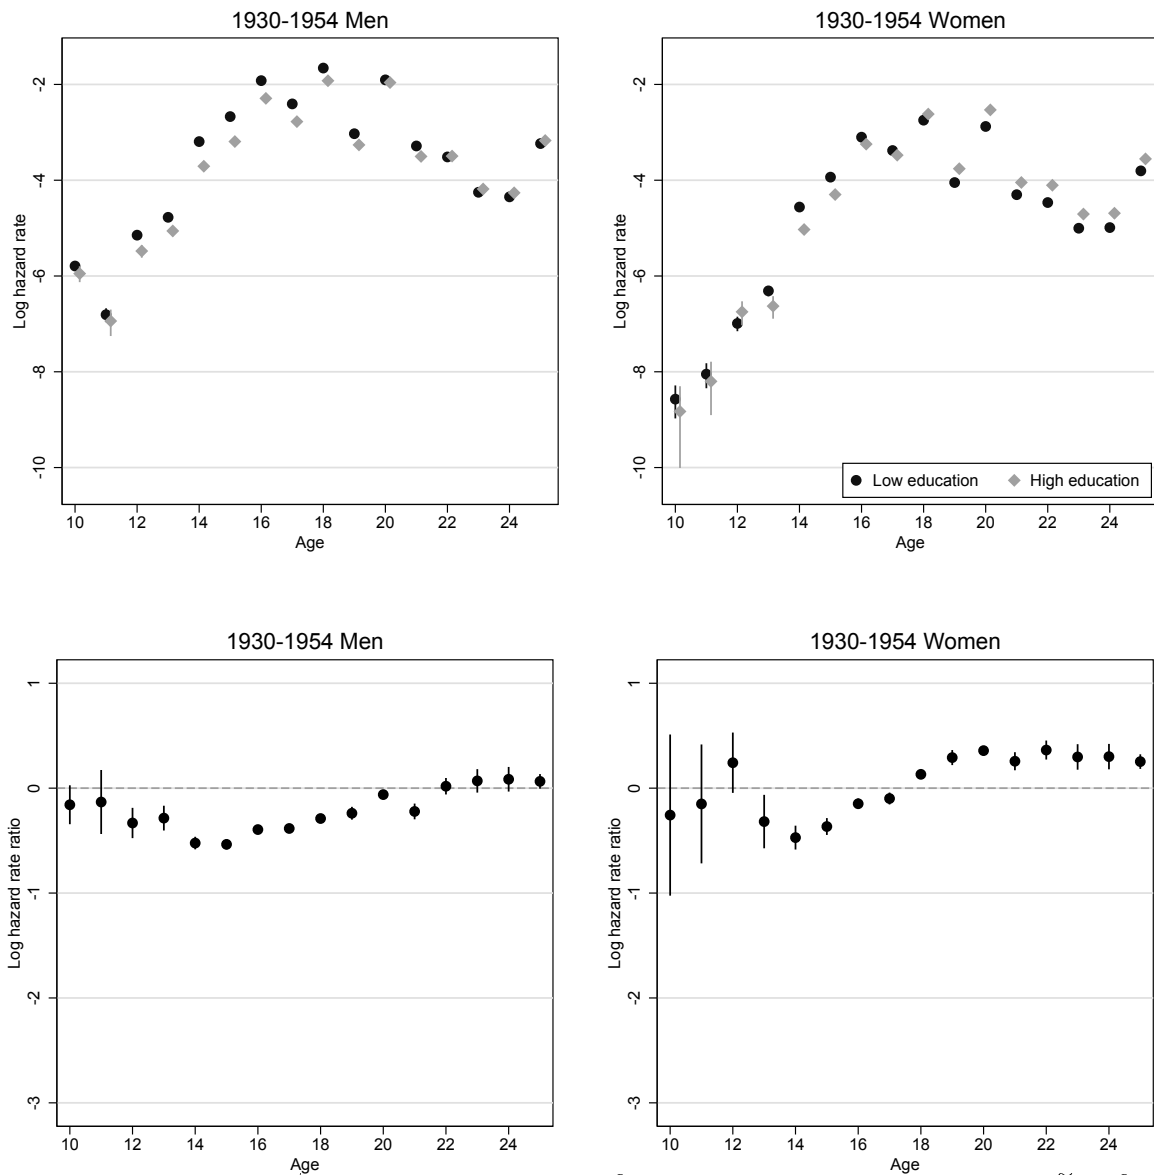 1930-1954 Men
1930-1954 Women
Log hazard rate
-2
-4
-6
-8
-10
10 12 14 16 18 20 22 24
Age
Log hazard rate
-2
-4
-6
-8
-10
Low education High education
10 12 14 16 18 20 22 24
Age
1930-1954 Men
1930-1954 Women
Log hazard rate ratio
1
0
-1
-2
-3
10 12 14 16 18 20 22 24
Age
Log hazard rate ratio
1
0
-1
-2
-3
10 12 14 16 18 20 22 24
Age